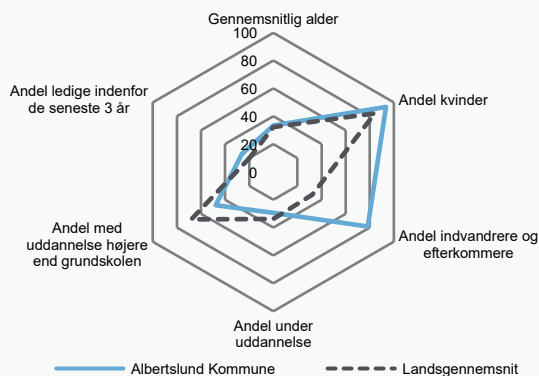 Gennemsnitlig alder
100
80
60
40
20
0
Andel kvinder
Andel indvandrere og
efterkommere
Andel under
uddannelse
Andel med
uddannelse højere
end grundskolen
Andel ledige indenfor
de seneste 3 år
Albertslund Kommune
Landsgennemsnit